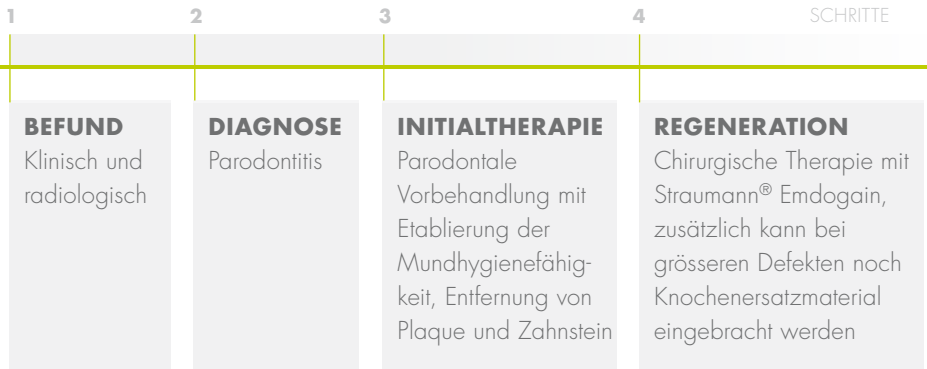 1 2 3 4 SCHRITTE
BEFUND
Klinisch und
radiologisch
DIAGNOSE
Parodontitis
INITIALTHERAPIE
Parodontale
Vorbehandlung mit
Etablierung der
Mundhygienefähig-
keit, Entfernung von
Plaque und Zahnstein
REGENERATION
Chirurgische Therapie mit
Straumann® Emdogain,
zusätzlich kann bei
grösseren Defekten noch
Knochenersatzmaterial
eingebracht werden